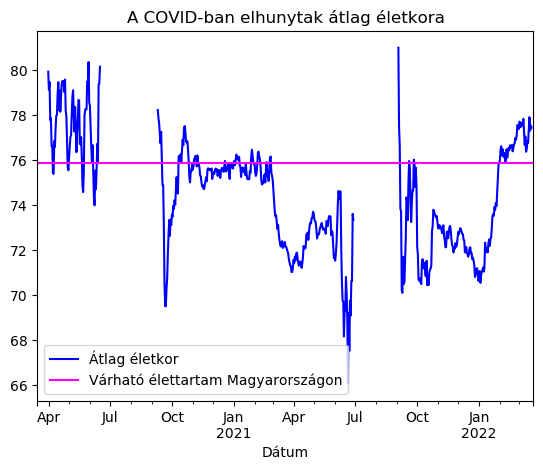 A COVID-ban elhunytak átlag életkora
80
78
76
74
72
70
68
66
Átlag életkor
Várható élettartam Magyarországon
Apr Jul Oct Jan Apr Jul Oct Jan
2021 2022
Dátum